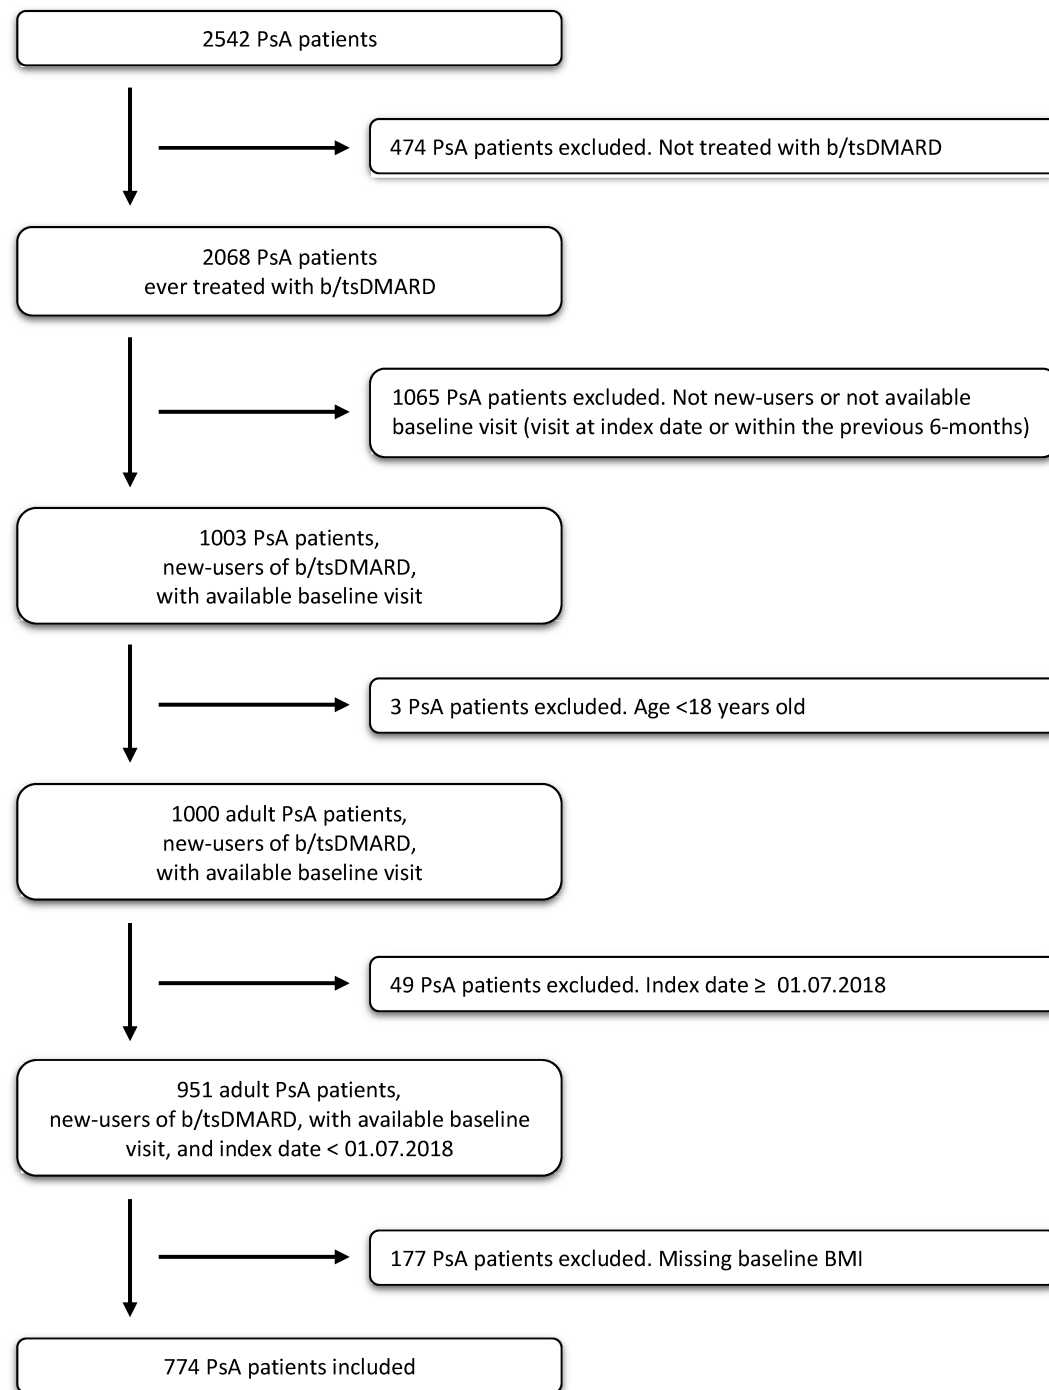 2542 PsA patients
474 PsA patients excluded. Not treated with b/tsDMARD
2068 PsA patients
ever treated with b/tsDMARD
1065 PsA patients excluded. Not new-users or not available
baseline visit (visit at index date or within the previous 6-months)
1003 PsA patients,
new-users of b/tsDMARD,
with available baseline visit
3 PsA patients excluded. Age <18 years old
1000 adult PsA patients,
new-users of b/tsDMARD,
with available baseline visit
49 PsA patients excluded. Index date ≥ 01.07.2018
951 adult PsA patients,
new-users of b/tsDMARD, with available baseline
visit, and index date < 01.07.2018
177 PsA patients excluded. Missing baseline BMI
774 PsA patients included